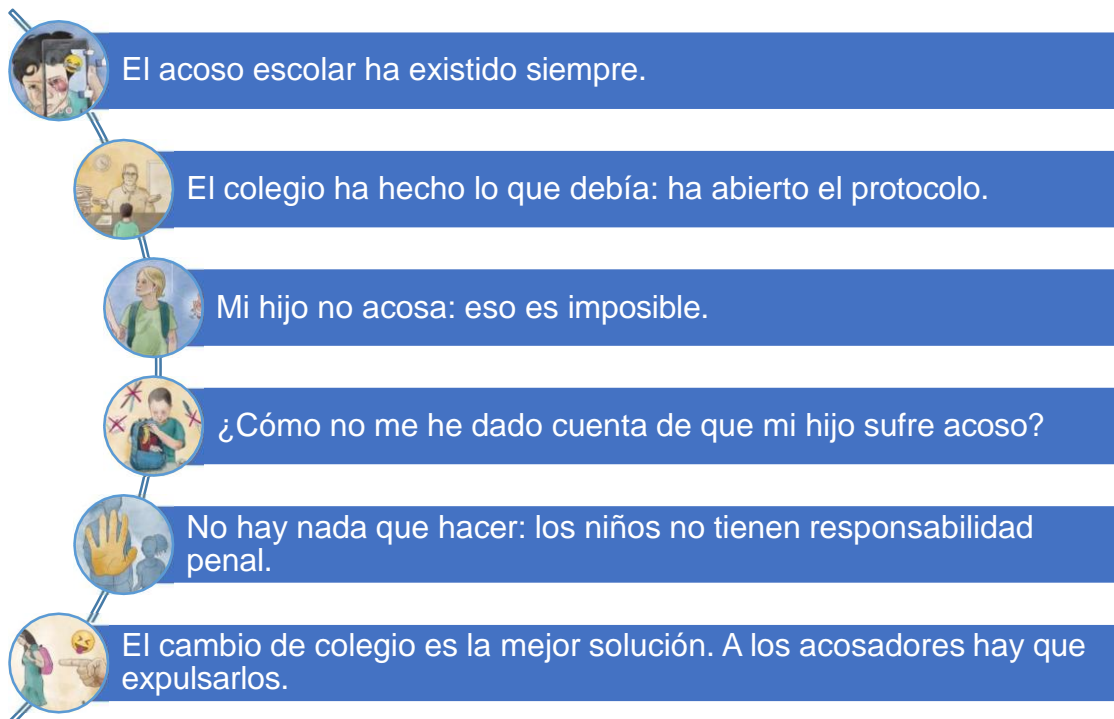 El acoso escolar ha existido siempre.
El colegio ha hecho lo que debía: ha abierto el protocolo.
Mi hijo no acosa: eso es imposible.
¿Cómo no me he dado cuenta de que mi hijo sufre acoso?
No hay nada que hacer: los niños no tienen responsabilidad
penal.
El cambio de colegio es la mejor solución. A los acosadores hay que
expulsarlos.